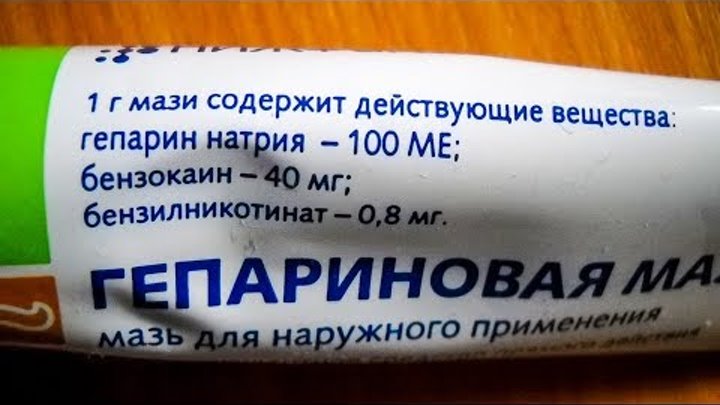 1 г мази содержит действующие вещества:
гепарин натрия – 100 МЕ;
бензокаин – 40 мг;
бензилникотинат – 0,8 мг.
ГЕПАРИНОВАЯ МА
мазь для наружного применения